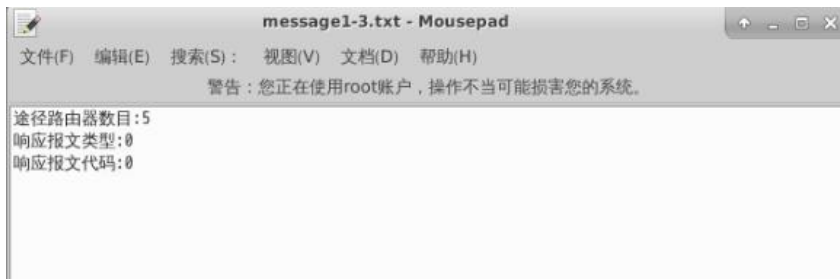 message1-3.txt - Mousepad
文件(F) 编辑(E) 搜索(S)： 视图(V) 文档(D) 帮助(H)
警告：您正在使用root账户，操作不当可能损害您的系统。
途径路由器数目:5
响应报文类型:0
响应报文代码:0